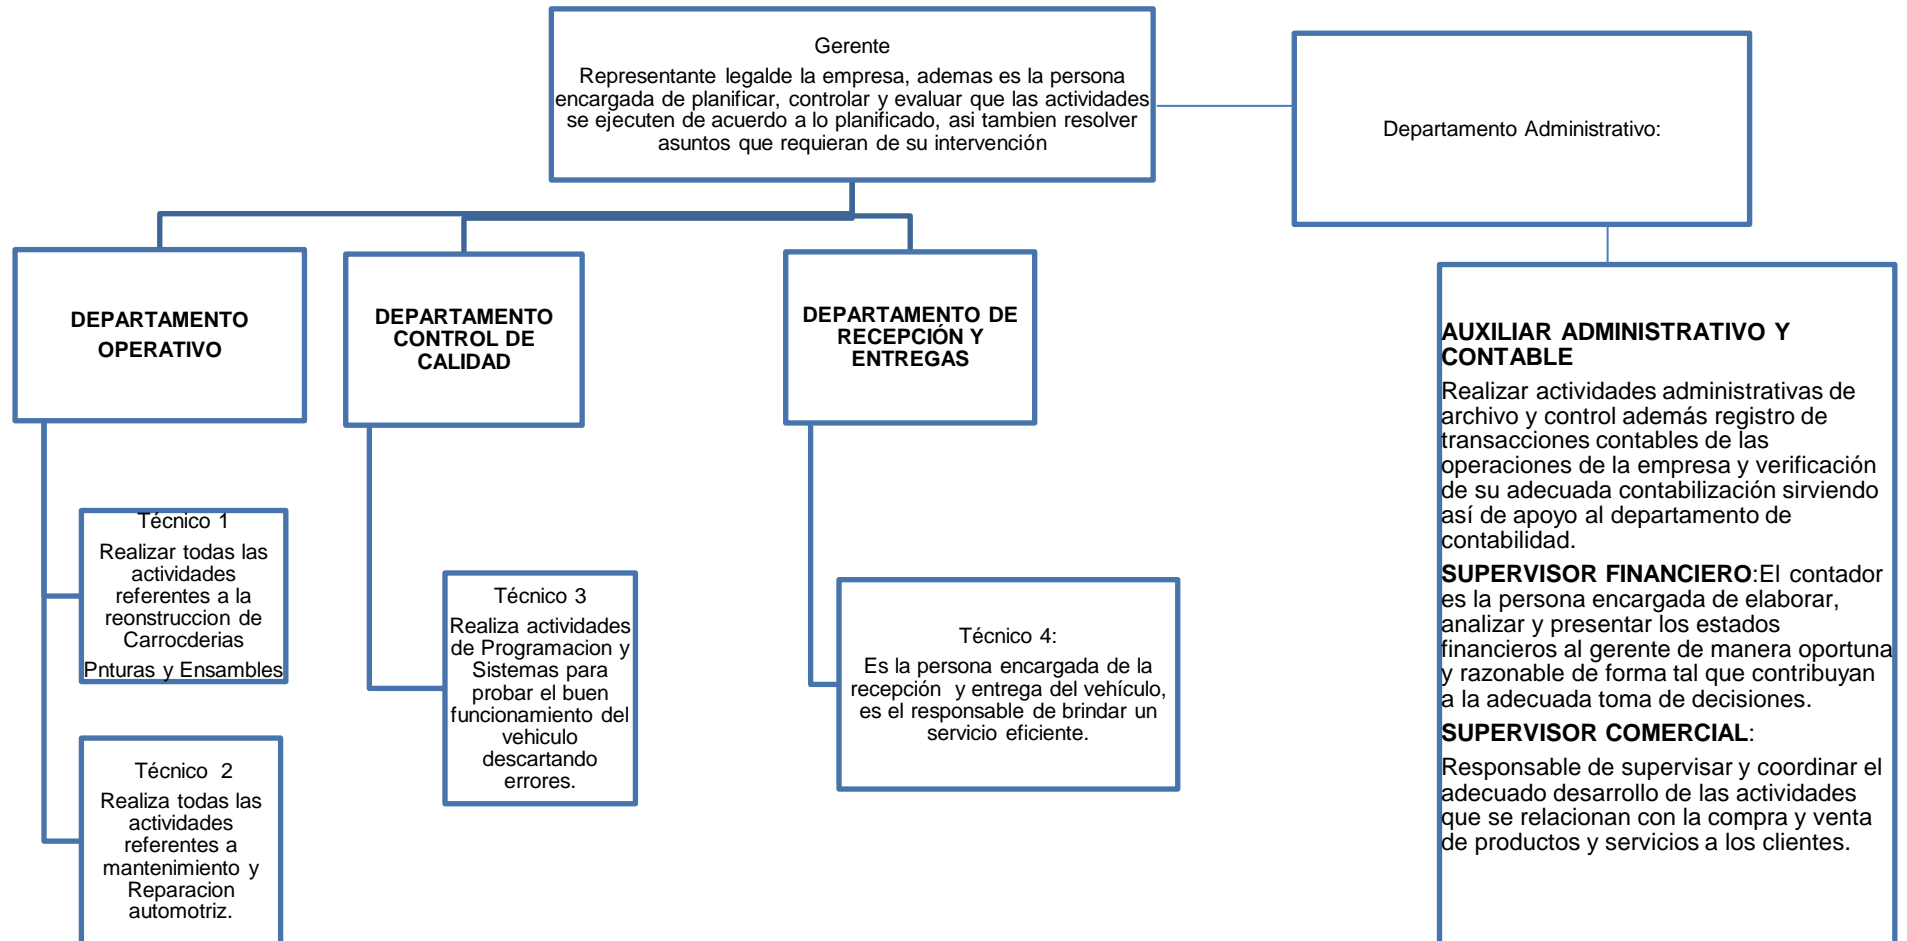 Gerente
Representante legalde la empresa, ademas es la persona
encargada de planificar, controlar y evaluar que las actividades
se ejecuten de acuerdo a lo planificado, asi tambien resolver
asuntos que requieran de su intervención
Departamento Administrativo:
DEPARTAMENTO
OPERATIVO
DEPARTAMENTO
CONTROL DE
CALIDAD
DEPARTAMENTO DE
RECEPCIÓN Y
ENTREGAS
Técnico 1
Realizar todas las
actividades
referentes a la
reconstruccion de
Carrocderias
Pnturas y Ensambles
Técnico 2
Realiza todas las
actividades
referentes a
mantenimiento y
Reparacion
automotriz.
Técnico 3
Realiza actividades
de Programacion y
Sistemas para
probar el buen
funcionamiento del
vehiculo
descartando
errores.
Técnico 4:
Es la persona encargada de la
recepción y entrega del vehículo,
es el responsable de brindar un
servicio eficiente.
AUXILIAR ADMINISTRATIVO Y
CONTABLE
Realizar actividades administrativas de
archivo y control además registro de
transacciones contables de las
operaciones de la empresa y verificación
de su adecuada contabilización sirviendo
así de apoyo al departamento de
contabilidad.
SUPERVISOR FINANCIERO:El contador
es la persona encargada de elaborar,
analizar y presentar los estados
financieros al gerente de manera oportuna
y razonable de forma tal que contribuyan
a la adecuada toma de decisiones.
SUPERVISOR COMERCIAL:
Responsable de supervisar y coordinar el
adecuado desarrollo de las actividades
que se relacionan con la compra y venta
de productos y servicios a los clientes.